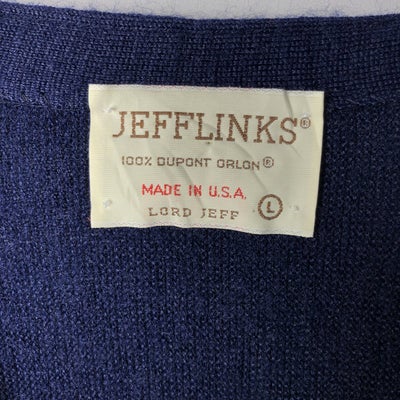 JEFFLINKS®
100% DUPONT ORLON®
MADE IN U.S.A.
LORD JEFF L